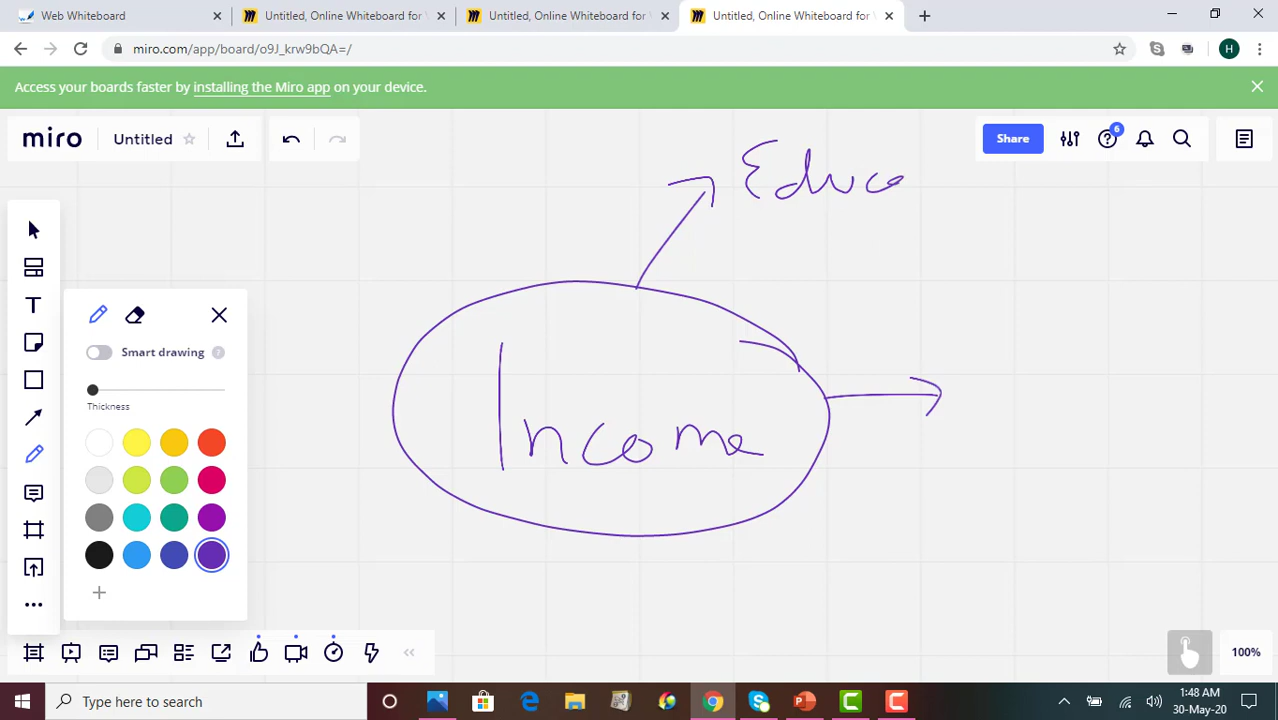 Web Whiteboard
Untitled, Online Whiteboard for
Untitled, Online Whiteboard for
Untitled, Online Whiteboard for
miro.com/app/board/o9J_krw9bQA=/
H
Access your boards faster by installing the Miro app on your device.
miro
Untitled
Share
6
Educa
T
Smart drawing
?
Thickness
Income
100%
Type here to search
1:48 AM
30-May-20